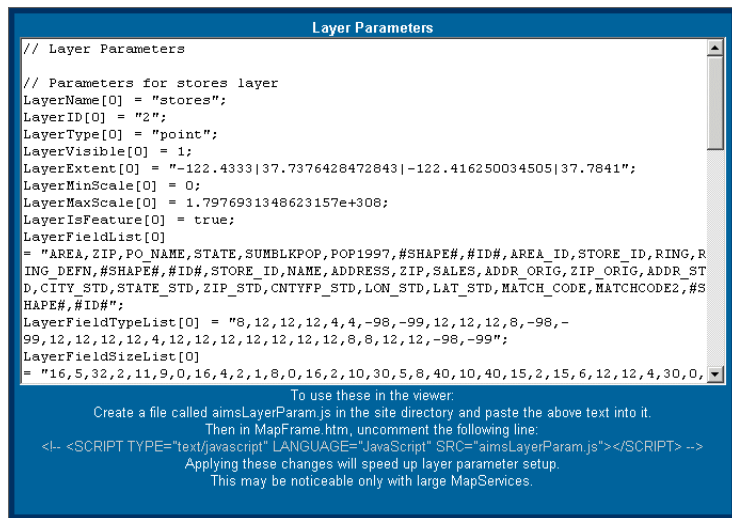 Layer Parameters
// Layer Parameters
// Parameters for stores layer
LayerName[0] = "stores";
LayerID[0] = "2";
LayerType[0] = "point";
LayerVisible[0] = 1;
LayerExtent[0] = "-122.4333|37.7376428472843|-122.416250034505|37.7841";
LayerMinScale[0] = 0;
LayerMaxScale[0] = 1.7976931348623157e+308;
LayerIsFeature[0] = true;
LayerFieldList[0]
= "AREA,ZIP,PO_NAME,STATE,SUMBLKPOP,POP1997,#SHAPE#,#ID#,AREA_ID,STORE_ID,RING,R
ING_DEFN,#SHAPE#,#ID#,STORE_ID,NAME,ADDRESS,ZIP,SALES,ADDR_ORIG,ZIP_ORIG,ADDR_ST
D,CITY_STD,STATE_STD,ZIP_STD,CNTYFP_STD,LON_STD,LAT_STD,MATCH_CODE,MATCHCODE2,#S
HAPE#,#ID#";
LayerFieldTypeList[0] = "8,12,12,12,4,4,-98,-99,12,12,12,8,-98,-
99,12,12,12,12,4,12,12,12,12,12,12,12,8,8,12,12,-98,-99";
LayerFieldSizeList[0]
= "16,5,32,2,11,9,0,16,4,2,1,8,0,16,2,10,30,5,8,40,10,40,15,2,15,6,12,12,4,30,0,
To use these in the viewer:
Create a file called aimsLayerParam.js in the site directory and paste the above text into it.
Then in MapFrame.htm, uncomment the following line:
<!-- <SCRIPT TYPE="text/javascript" LANGUAGE="JavaScript" SRC="aimsLayerParam.js"></SCRIPT> -->
Applying these changes will speed up layer parameter setup.
This may be noticeable only with large MapServices.